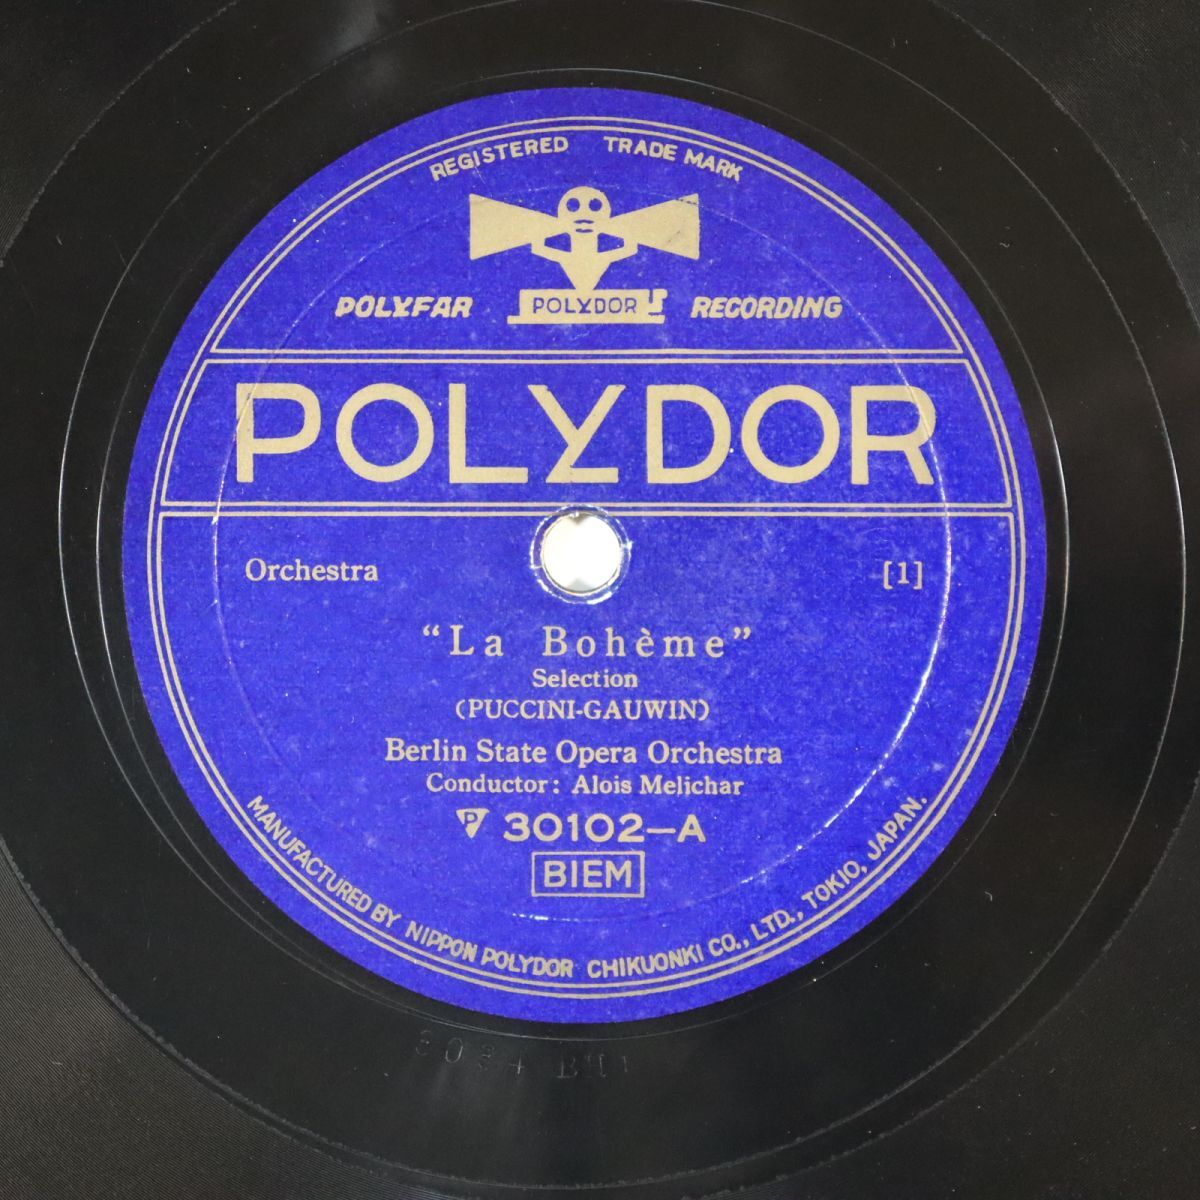 REGISTERED TRADE MARK
POLYFAR POLYDOR RECORDING
POLYDOR
Orchestra [1]
“La Bohème”
Selection
(PUCCINI-GAUWIN)
Berlin State Opera Orchestra
Conductor: Alois Melichar
P 30102—A
BIEM
MANUFACTURED BY NIPPON POLYDOR CHIKUONKI CO., LTD., TOKIO, JAPAN.